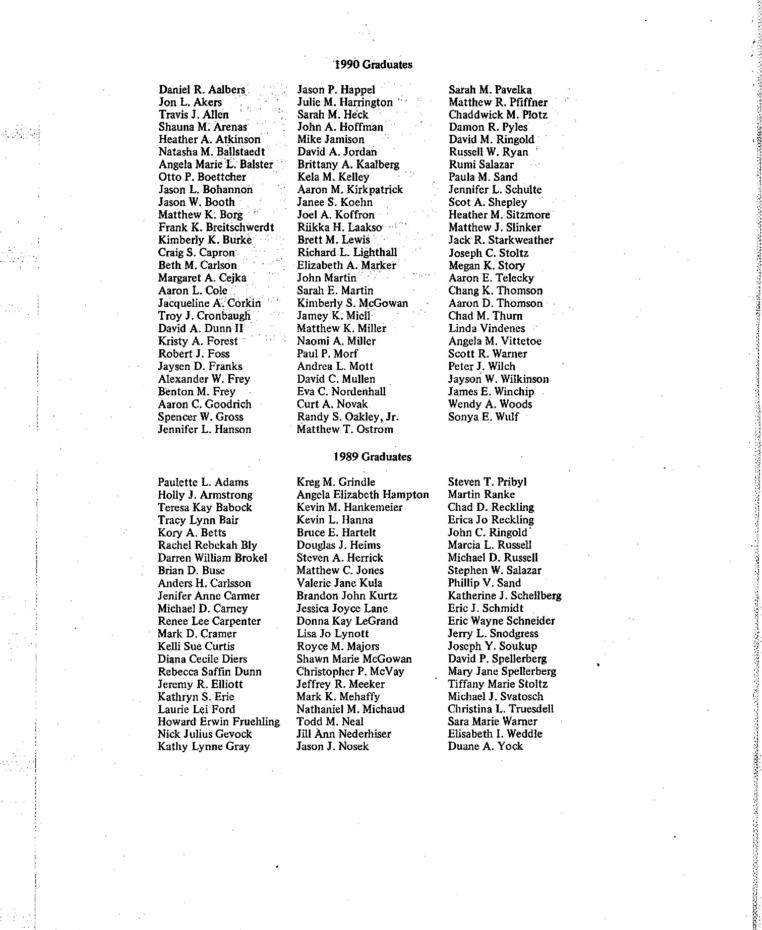 1990 Graduates
Daniel R. Aalbers
Jon L. Akers
Travis J. Allen
Shauna M. Arenas
Heather A. Atkinson
Natasha M. Ballstaedt
Angela Marie L. Balster
Otto P. Boettcher
Jason L. Bohannon
Jason W. Booth
Matthew K. Borg
Frank K. Breitschwerdt
Kimberly K. Burke
Craig S. Capron
Beth M. Carlson
Margaret A. Cejka
Aaron L. Cole
Jacqueline A. Corkin
Troy J. Cronbaugh
David A. Dunn II
Kristy A. Forest
Robert J. Foss
Jaysen D. Franks
Alexander W. Frey
Benton M. Frey
Aaron C. Goodrich
Spencer W. Gross
Jennifer L. Hanson
Jason P. Happel
Julie M. Harrington
Sarah M. Heck
John A. Hoffman
Mike Jamison
David A. Jordan
Brittany A. Kaalberg
Kela M. Kelley
Aaron M. Kirkpatrick
Janee S. Koehn
Joel A. Koffron
Riikka H. Laakso
Brett M. Lewis
Richard L. Lighthall
Elizabeth A. Marker
John Martin
Sarah E. Martin
Kimberly S. McGowan
Jamey K. Miell
Matthew K. Miller
Naomi A. Miller
Paul P. Morf
Andrea L. Mott
David C. Mullen
Eva C. Nordenhall
Curt A. Novak
Randy S. Oakley, Jr.
Matthew T. Ostrom
Sarah M. Pavelka
Matthew R. Pfiffner
Chaddwick M. Plotz
Damon R. Pyles
David M. Ringold
Russell W. Ryan
Rumi Salazar
Paula M. Sand
Jennifer L. Schulte
Scot A. Shepley
Heather M. Sitzmore
Matthew J. Slinker
Jack R. Starkweather
Joseph C. Stoltz
Megan K. Story
Aaron E. Telecky
Chang K. Thomson
Aaron D. Thomson
Chad M. Thurn
Linda Vindenes
Angela M. Vittetoe
Scott R. Warner
Peter J. Wilch
Jayson W. Wilkinson
James E. Winchip
Wendy A. Woods
Sonya E. Wulf
1989 Graduates
Paulette L. Adams
Holly J. Armstrong
Teresa Kay Babock
Tracy Lynn Bair
Kory A. Betts
Rachel Rebekah Bly
Darren William Brokel
Brian D. Buse
Anders H. Carlsson
Jenifer Anne Carmer
Michael D. Carney
Renee Lee Carpenter
Mark D. Cramer
Kelli Sue Curtis
Diana Cecile Diers
Rebecca Saffin Dunn
Jeremy R. Elliott
Kathryn S. Erie
Laurie Lei Ford
Howard Erwin Fruehling
Nick Julius Gevock
Kathy Lynne Gray
Kreg M. Grindle
Angela Elizabeth Hampton
Kevin M. Hankemeier
Kevin L. Hanna
Bruce E. Hartelt
Douglas J. Heims
Steven A. Herrick
Matthew C. Jones
Valerie Jane Kula
Brandon John Kurtz
Jessica Joyce Lane
Donna Kay LeGrand
Lisa Jo Lynott
Royce M. Majors
Shawn Marie McGowan
Christopher P. McVay
Jeffrey R. Meeker
Mark K. Mehaffy
Nathaniel M. Michaud
Todd M. Neal
Jill Ann Nederhiser
Jason J. Nosek
Steven T. Pribyl
Martin Ranke
Chad D. Reckling
Erica Jo Reckling
John C. Ringold
Marcia L. Russell
Michael D. Russell
Stephen W. Salazar
Phillip V. Sand
Katherine J. Schellberg
Eric J. Schmidt
Eric Wayne Schneider
Jerry L. Snodgress
Joseph Y. Soukup
David P. Spellerberg
Mary Jane Spellerberg
Tiffany Marie Stoltz
Michael J. Svatosch
Christina L. Truesdell
Sara Marie Warner
Elisabeth I. Weddle
Duane A. Yock